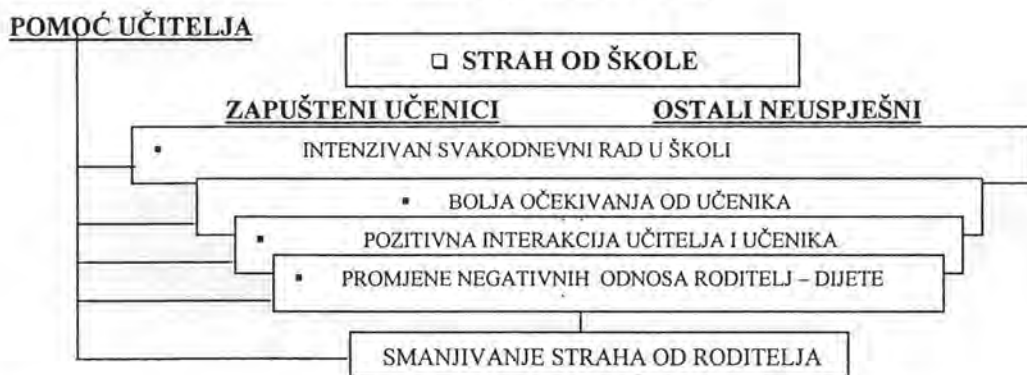 POMOĆ UČITELJA
❑ STRAH OD ŠKOLE
ZAPUŠTENI UČENICI OSTALI NEUSPJEŠNI
▪ INTENZIVAN SVAKODNEVNI RAD U ŠKOLI
▪ BOLJA OČEKIVANJA OD UČENIKA
▪ POZITIVNA INTERAKCIJA UČITELJA I UČENIKA
▪ PROMJENE NEGATIVNIH ODNOSA RODITELJ – DIJETE
SMANJIVANJE STRAHA OD RODITELJA